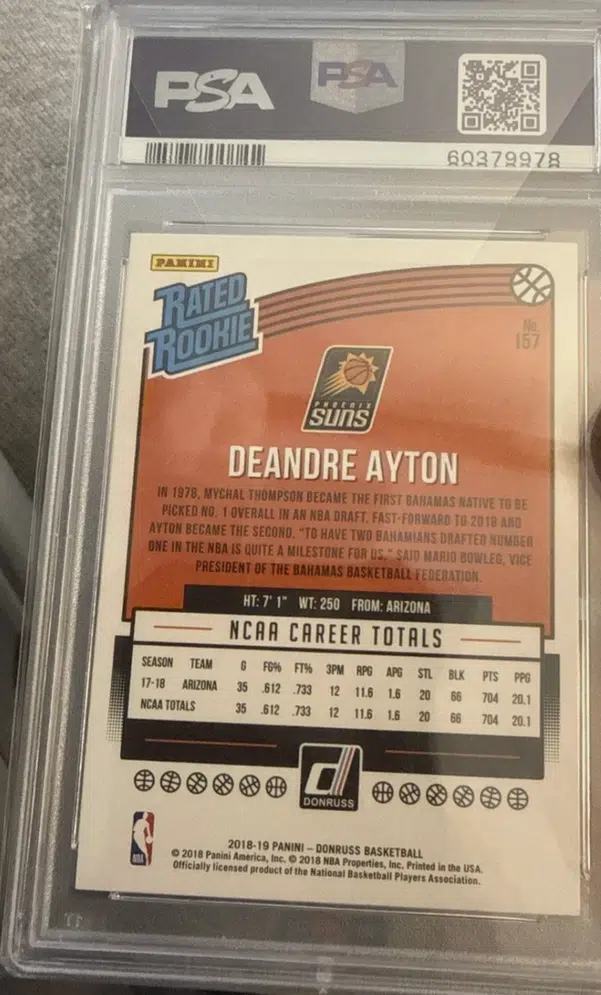 PSA PSA
60379978
PANINI
RATED
ROOKIE
No.
157
PHOENIX
SUNS
DEANDRE AYTON
IN 1978, MYCHAL THOMPSON BECAME THE FIRST BAHAMAS NATIVE TO BE
PICKED NO. 1 OVERALL IN AN NBA DRAFT. FAST-FORWARD TO 2018 AND
AYTON BECAME THE SECOND. "TO HAVE TWO BAHAMIANS DRAFTED NUMBER
ONE IN THE NBA IS QUITE A MILESTONE FOR US," SAID MARIO BOWLEG, VICE
PRESIDENT OF THE BAHAMAS BASKETBALL FEDERATION.
HT: 7' 1" WT: 250 FROM: ARIZONA
NCAA CAREER TOTALS
SEASON TEAM G FG% FT% 3PM RPG APG STL BLK PTS PPG
17-18 ARIZONA 35 .612 .733 12 11.6 1.6 20 66 704 20.1
NCAA TOTALS 35 .612 .733 12 11.6 1.6 20 66 704 20.1
d
DONRUSS
NBA
2018-19 PANINI – DONRUSS BASKETBALL
© 2018 Panini America, Inc. © 2018 NBA Properties, Inc. Printed in the USA.
Officially licensed product of the National Basketball Players Association.